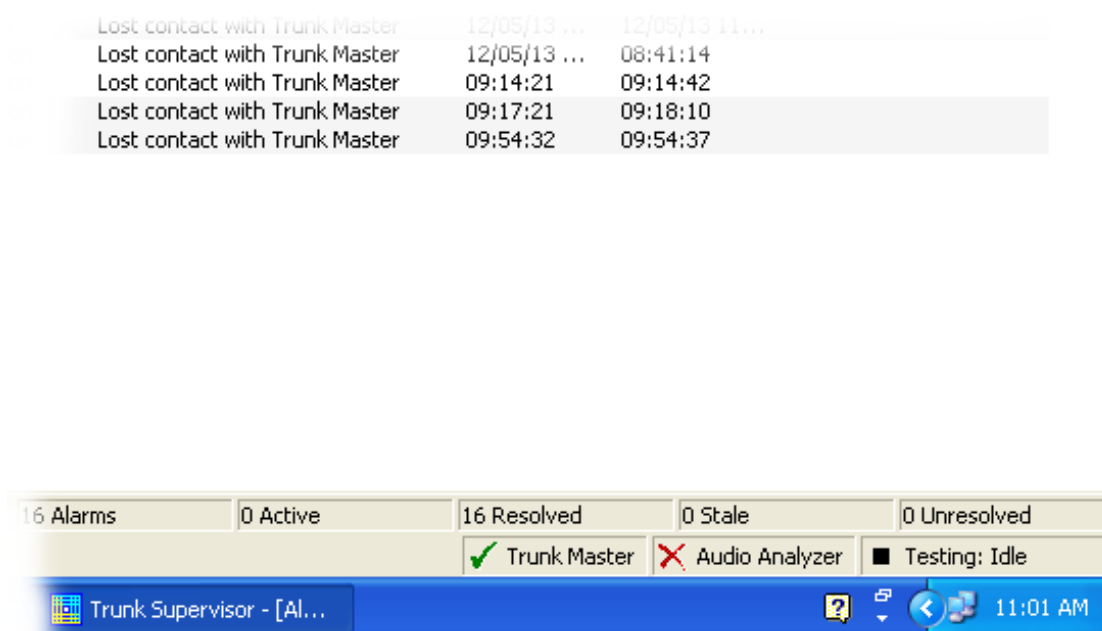 Lost contact with Trunk Master 12/05/13 ... 12/05/13 11...
Lost contact with Trunk Master 12/05/13 ... 08:41:14
Lost contact with Trunk Master 09:14:21 09:14:42
Lost contact with Trunk Master 09:17:21 09:18:10
Lost contact with Trunk Master 09:54:32 09:54:37
16 Alarms 0 Active 16 Resolved 0 Stale 0 Unresolved
Trunk Master Audio Analyzer Testing: Idle
Trunk Supervisor - [Al... 11:01 AM